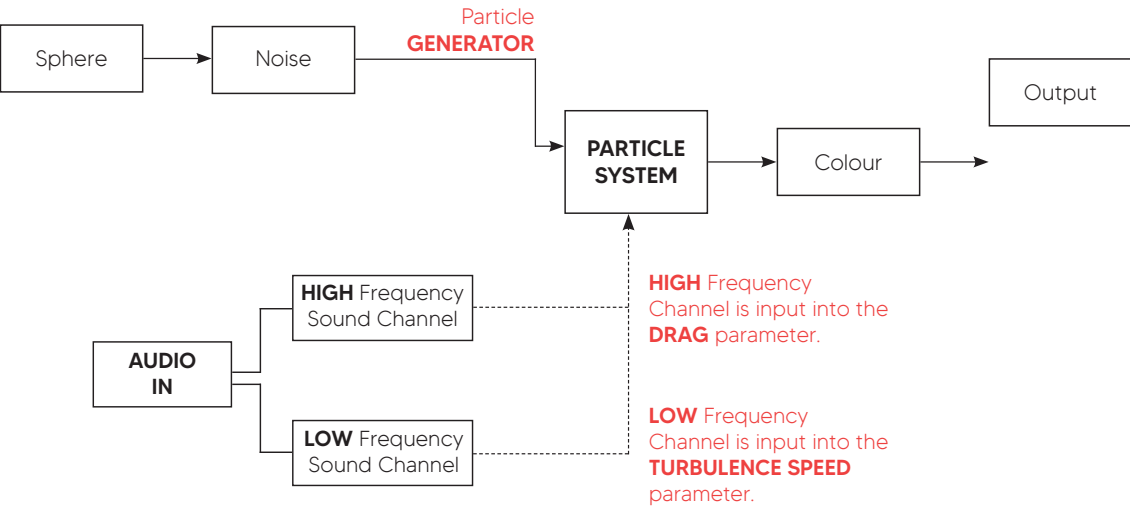 Particle
GENERATOR
Sphere
Noise
Output
PARTICLE
SYSTEM
Colour
HIGH Frequency
Sound Channel
HIGH Frequency
Channel is input into the
DRAG parameter.
AUDIO
IN
LOW Frequency
Sound Channel
LOW Frequency
Channel is input into the
TURBULENCE SPEED
parameter.